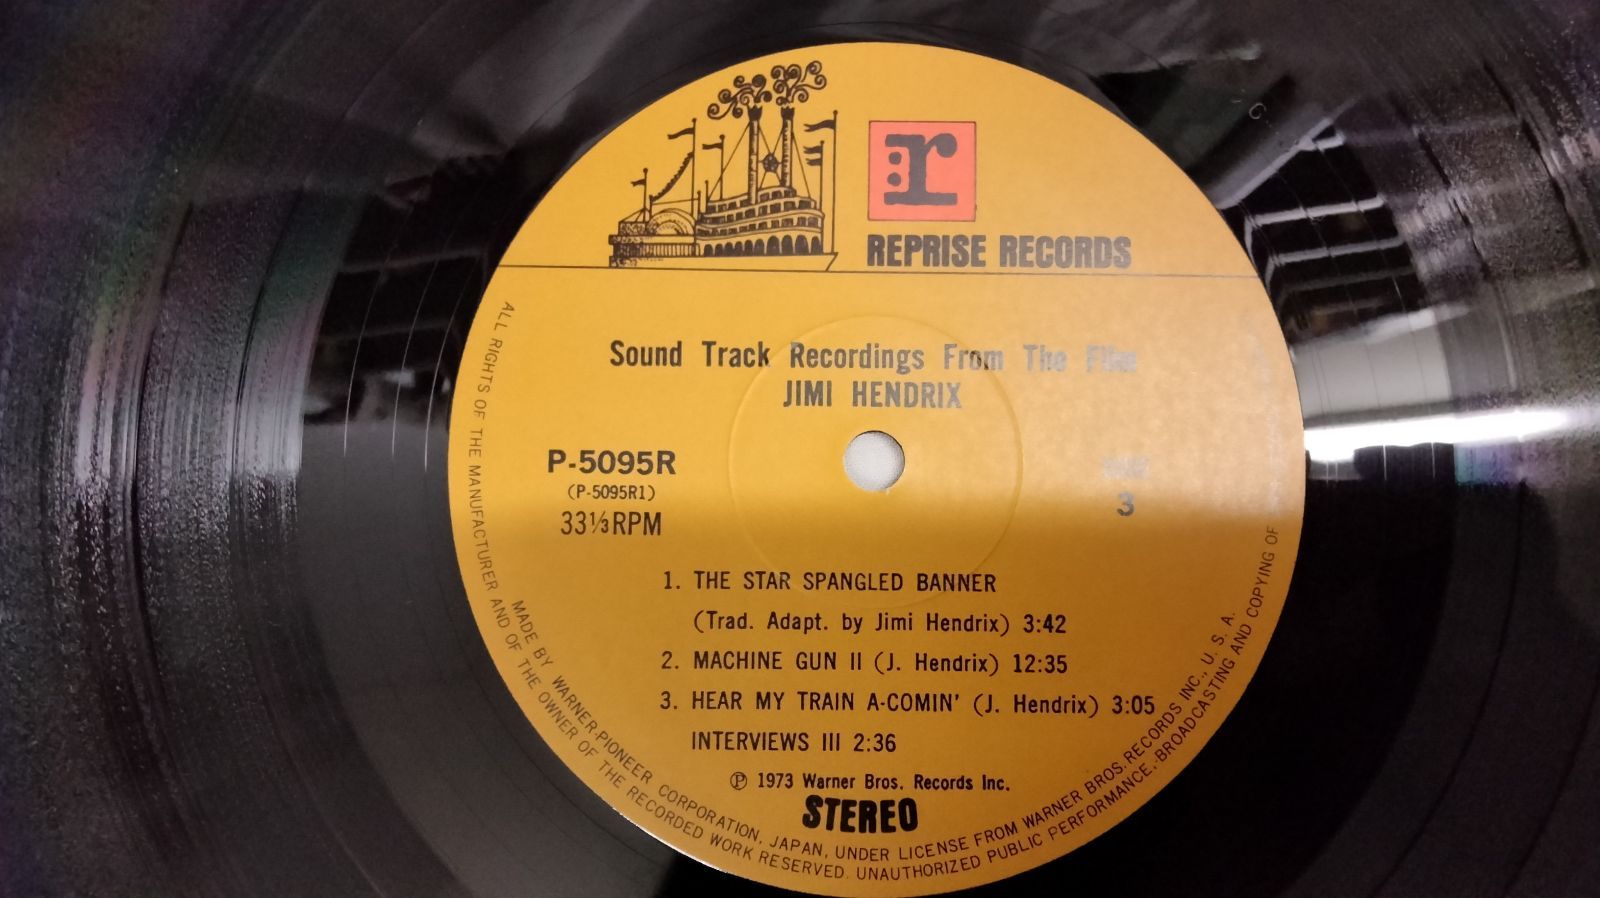 r
REPRISE RECORDS
Sound Track Recordings From The Film
JIMI HENDRIX
P-5095R
(P-5095R1)
33⅓RPM
SIDE
3
1. THE STAR SPANGLED BANNER
(Trad. Adapt. by Jimi Hendrix) 3:42
2. MACHINE GUN II (J. Hendrix) 12:35
3. HEAR MY TRAIN A-COMIN' (J. Hendrix) 3:05
INTERVIEWS III 2:36
Ⓟ 1973 Warner Bros. Records Inc.
STEREO
MADE BY WARNER-PIONEER CORPORATION, JAPAN, UNDER LICENSE FROM WARNER BROS. RECORDS INC., U. S. A.
ALL RIGHTS OF THE MANUFACTURER AND OF THE OWNER OF THE RECORDED WORK RESERVED. UNAUTHORIZED PUBLIC PERFORMANCE,·BROADCASTING AND COPYING OF